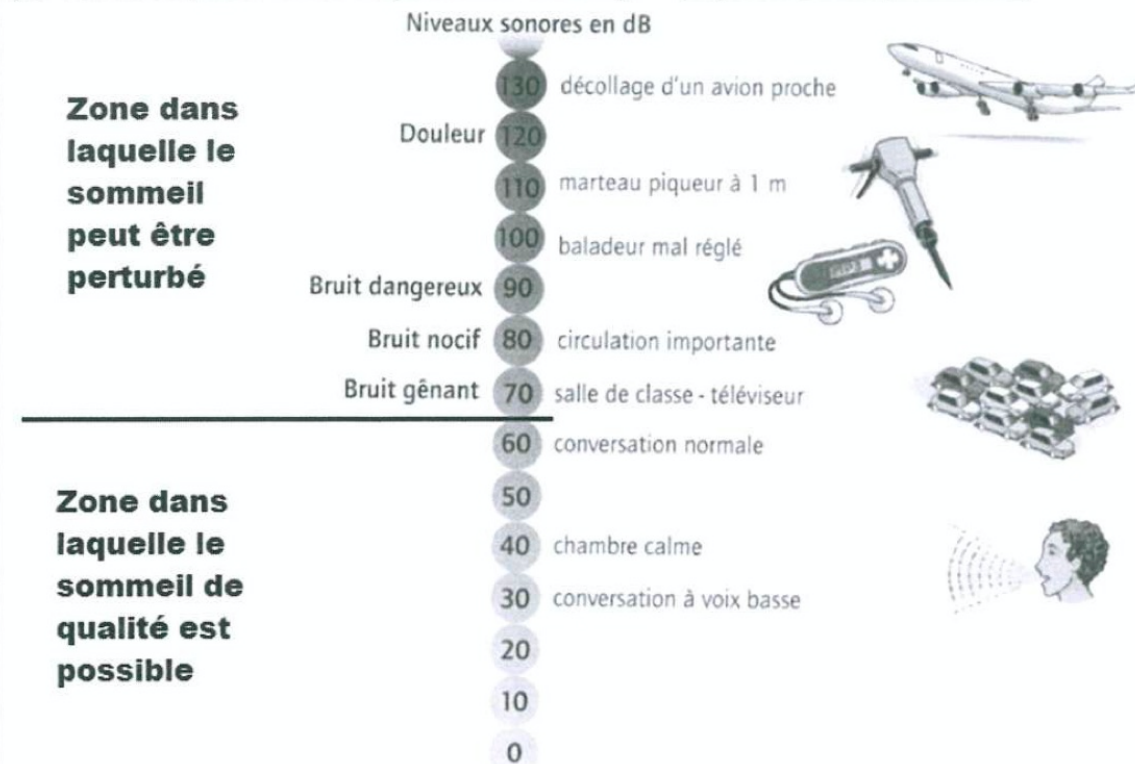 Niveaux sonores en dB
Zone dans
laquelle le
sommeil
peut être
perturbé
130 décollage d'un avion proche
Douleur 120
110 marteau piqueur à 1 m
100 baladeur mal réglé
Bruit dangereux 90
Bruit nocif 80 circulation importante
Bruit gênant 70 salle de classe - téléviseur
60 conversation normale
50
Zone dans
laquelle le
sommeil de
qualité est
possible
40 chambre calme
30 conversation à voix basse
20
10
0